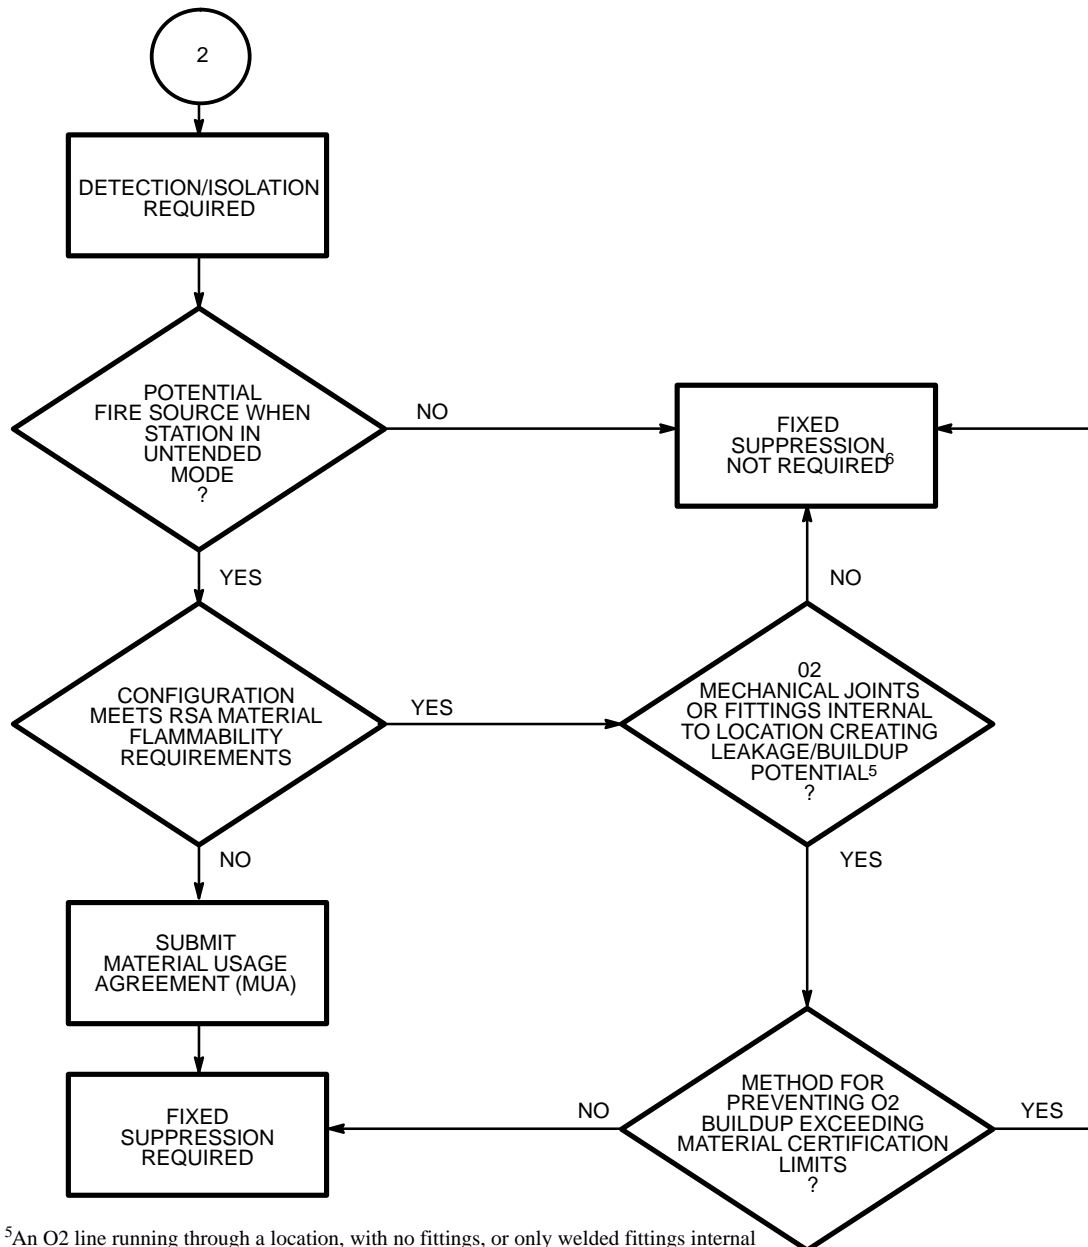 2
DETECTION/ISOLATION
REQUIRED
POTENTIAL
FIRE SOURCE WHEN
STATION IN
UNTENDED
MODE
?
NO
FIXED
SUPPRESSION
NOT REQUIRED6
YES
NO
CONFIGURATION
MEETS RSA MATERIAL
FLAMMABILITY
REQUIREMENTS
YES
02
MECHANICAL JOINTS
OR FITTINGS INTERNAL
TO LOCATION CREATING
LEAKAGE/BUILDUP
POTENTIAL5
?
NO
YES
SUBMIT
MATERIAL USAGE
AGREEMENT (MUA)
FIXED
SUPPRESSION
REQUIRED
NO
METHOD FOR
PREVENTING O2
BUILDUP EXCEEDING
MATERIAL CERTIFICATION
LIMITS
?
YES
5An O2 line running through a location, with no fittings, or only welded fittings internal